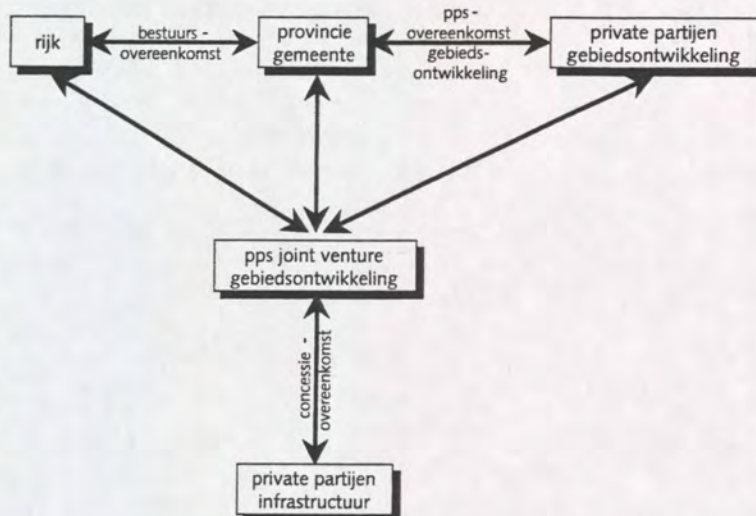 rijk
bestuurs -
overeenkomst
provincie
gemeente
pps -
overeenkomst
gebieds-
ontwikkeling
private partijen
gebiedsontwikkeling
pps joint venture
gebiedsontwikkeling
concessie -
overeenkomst
private partijen
infrastructuur